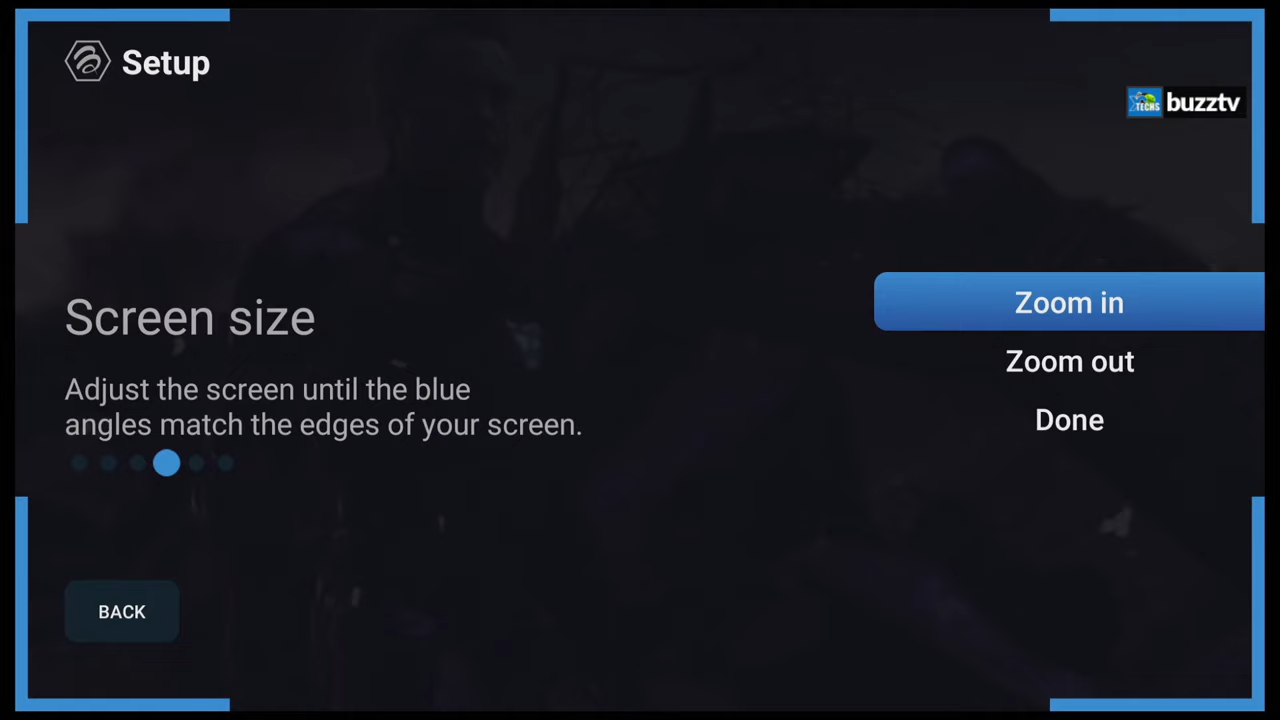 Setup
TECHS buzztv
Zoom in
Screen size
Zoom out
Adjust the screen until the blue
angles match the edges of your screen.
Done
BACK